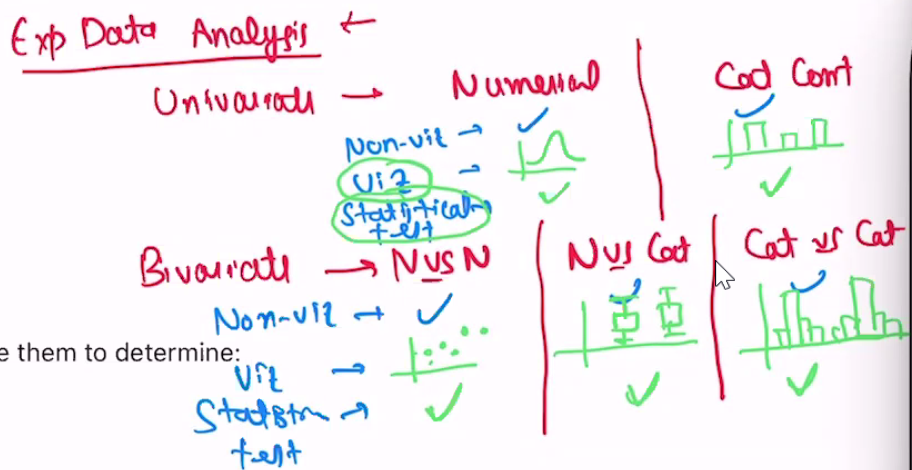 Exp Data Analysis ←
Univariate → Numerical
Cat Cont
Non-viz →
Viz →
Statistical test
Bivariate → N vs N
N vs Cat
Cat vs Cat
Non-viz →
e them to determine:
Viz →
Statistm →
test